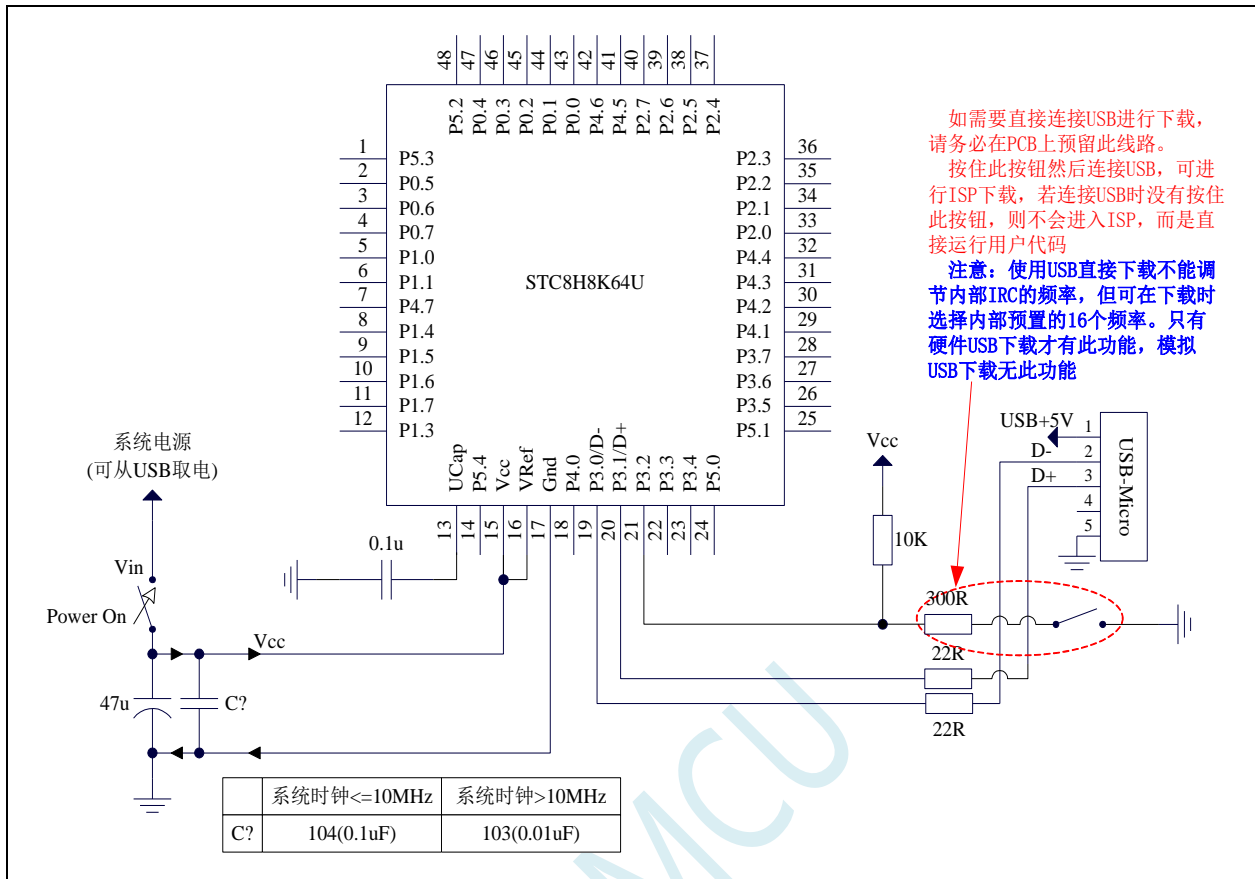 48 47 46 45 44 43 42 41 40 39 38 37
P5.2 P0.4 P0.3 P0.2 P0.1 P0.0 P4.6 P4.5 P2.7 P2.6 P2.5 P2.4
1 P5.3
2 P0.5
3 P0.6
4 P0.7
5 P1.0
6 P1.1
7 P4.7
8 P1.4
9 P1.5
10 P1.6
11 P1.7
12 P1.3
STC8H8K64U
P2.3 36
P2.2 35
P2.1 34
P2.0 33
P4.4 32
P4.3 31
P4.2 30
P4.1 29
P3.7 28
P3.6 27
P3.5 26
P5.1 25
UCap P5.4 Vcc VRef Gnd P4.0 P3.0/D- P3.1/D+ P3.2 P3.3 P3.4 P5.0
13 14 15 16 17 18 19 20 21 22 23 24
如需要直接连接USB进行下载，
请务必在PCB上预留此线路。
按住此按钮然后连接USB，可进
行ISP下载，若连接USB时没有按住
此按钮，则不会进入ISP，而是直
接运行用户代码
注意：使用USB直接下载不能调
节内部IRC的频率，但可在下载时
选择内部预置的16个频率。只有
硬件USB下载才有此功能，模拟
USB下载无此功能
系统电源
(可从USB取电)
Vin
Power On
Vcc
47u
C?
0.1u
Vcc
10K
300R
22R
22R
USB+5V 1
D- 2
D+ 3
4
5
USB-Micro
系统时钟<=10MHz 系统时钟>10MHz
C? 104(0.1uF) 103(0.01uF)
MCU